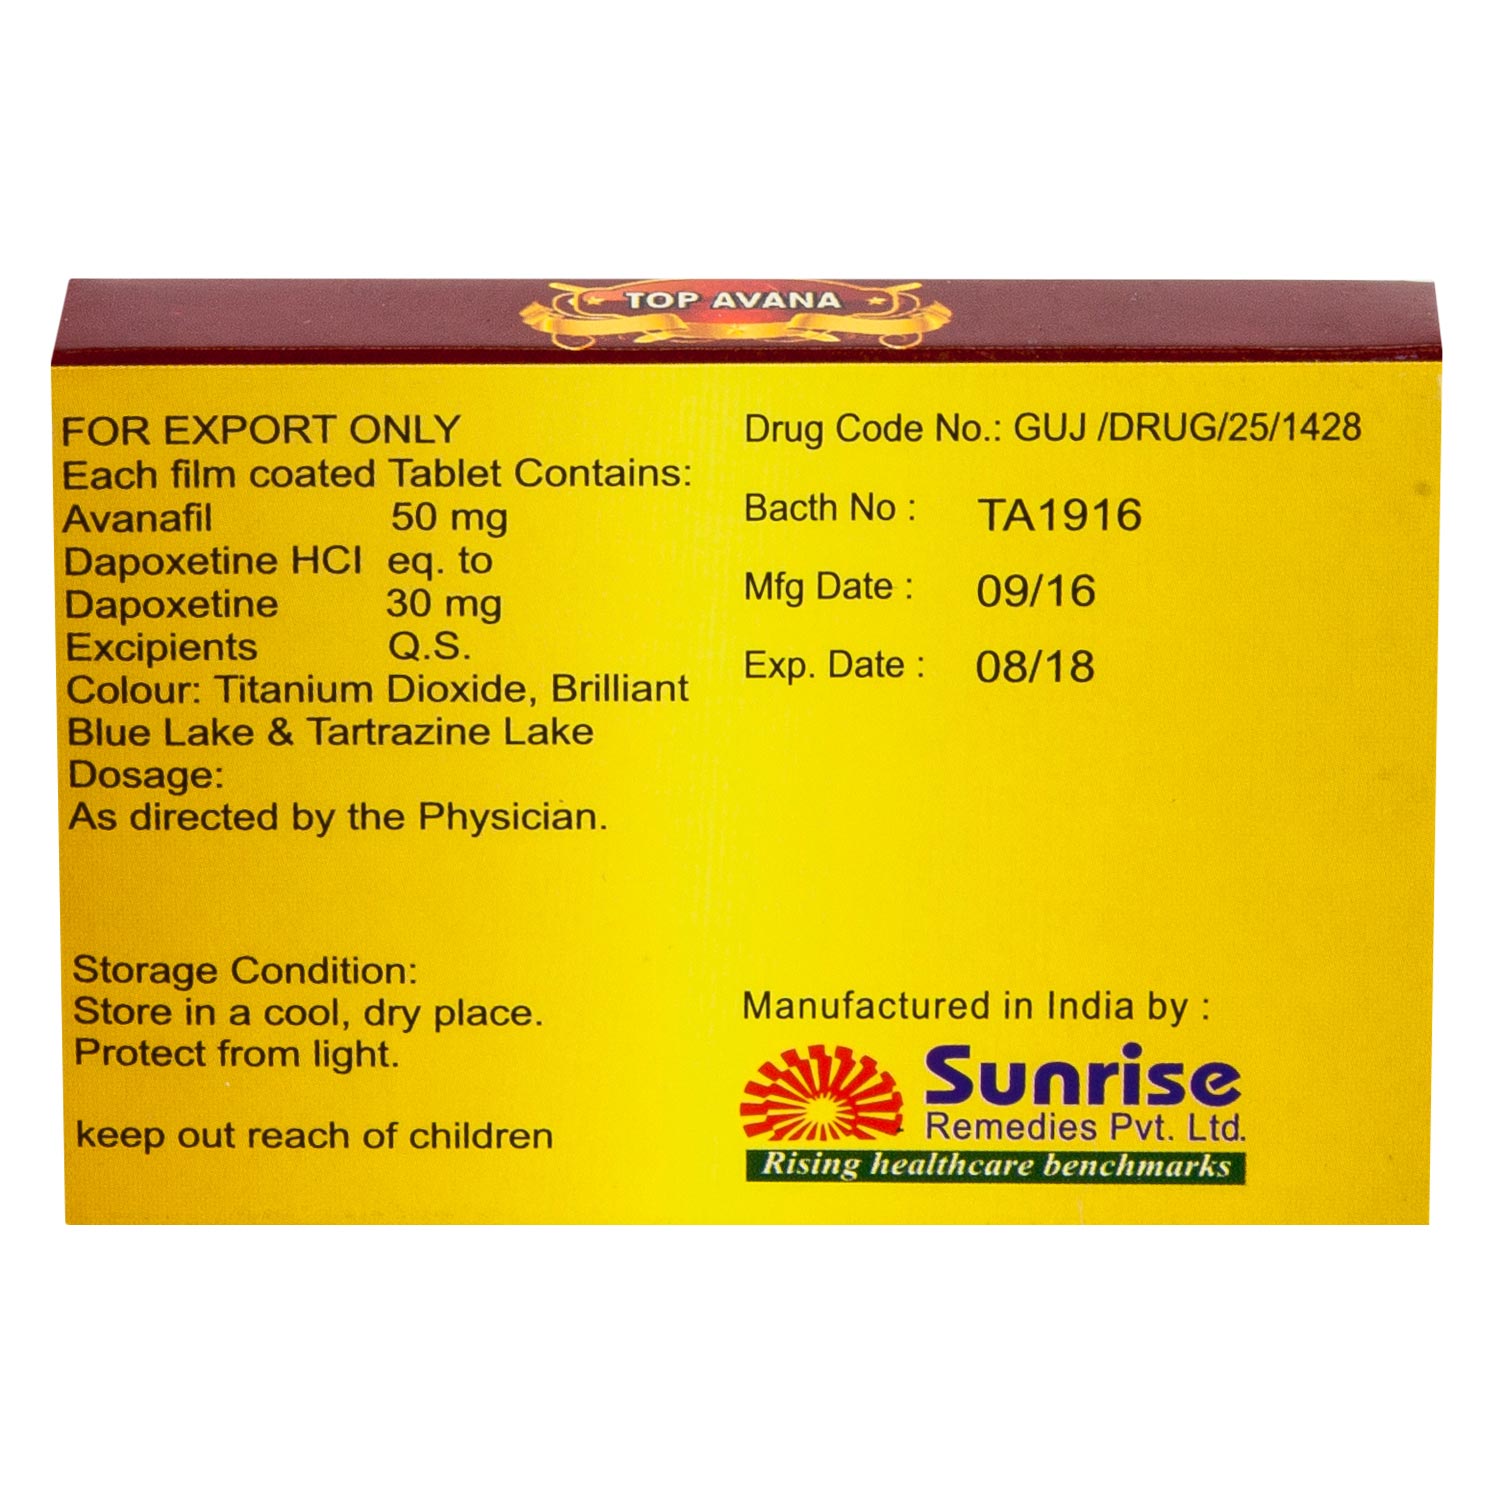 TOP AVANA
FOR EXPORT ONLY
Each film coated Tablet Contains:
Avanafil 50 mg
Dapoxetine HCl eq. to
Dapoxetine 30 mg
Excipients Q.S.
Colour: Titanium Dioxide, Brilliant
Blue Lake & Tartrazine Lake
Dosage:
As directed by the Physician.
Storage Condition:
Store in a cool, dry place.
Protect from light.
keep out reach of children
Drug Code No.: GUJ /DRUG/25/1428
Bacth No : TA1916
Mfg Date : 09/16
Exp. Date : 08/18
Manufactured in India by :
Sunrise
Remedies Pvt. Ltd.
Rising healthcare benchmarks